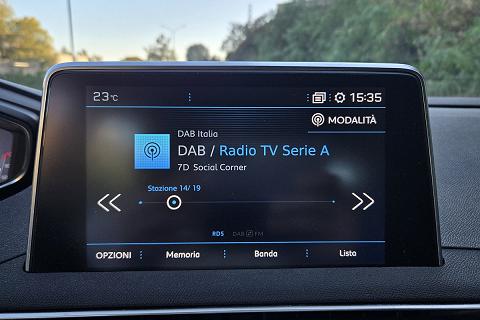 23°C
15:35
MODALITÀ
DAB Italia
DAB / Radio TV Serie A
7D Social Corner
Stazione 14/ 19
RDS DAB FM
OPZIONI Memoria Banda Lista